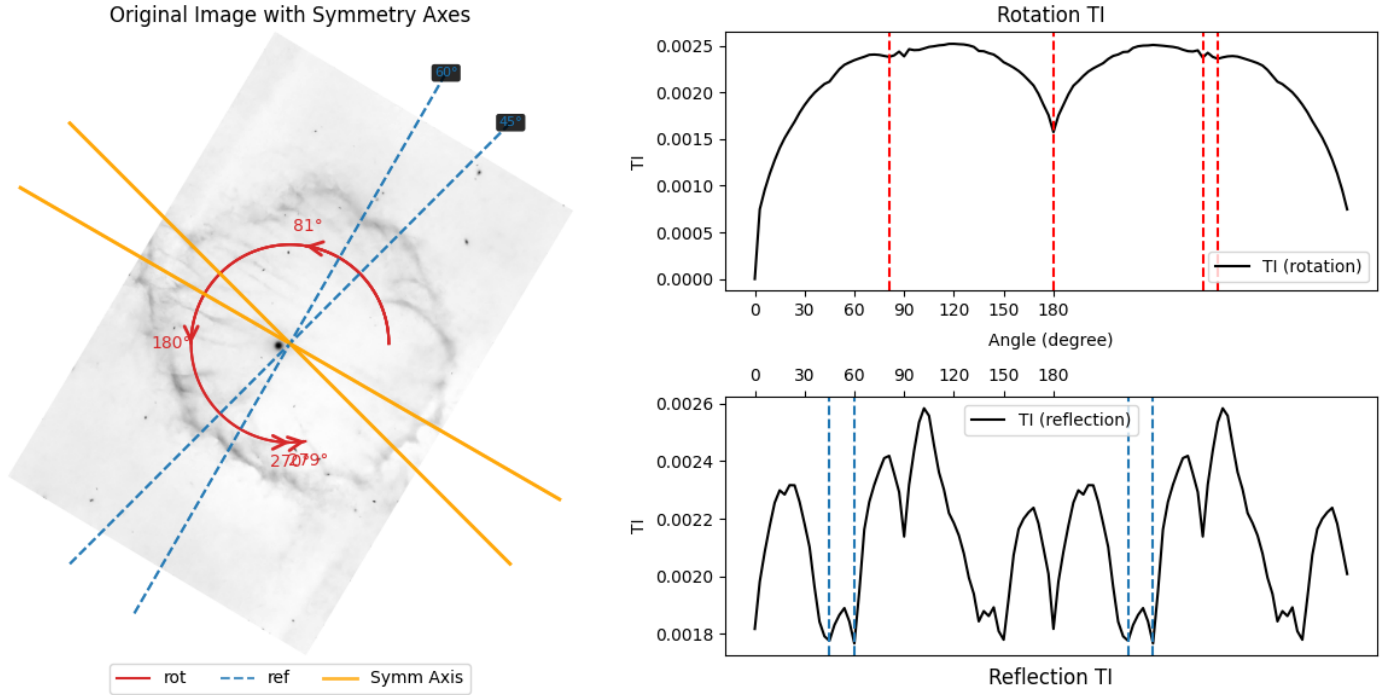 Original Image with Symmetry Axes
60°
45°
81°
180°
270°
279°
rot
ref
Symm Axis
Rotation TI
0.0025
0.0020
0.0015
0.0010
0.0005
0.0000
TI
TI (rotation)
0 30 60 90 120 150 180
Angle (degree)
0 30 60 90 120 150 180
0.0026
0.0024
0.0022
0.0020
0.0018
TI
TI (reflection)
Reflection TI